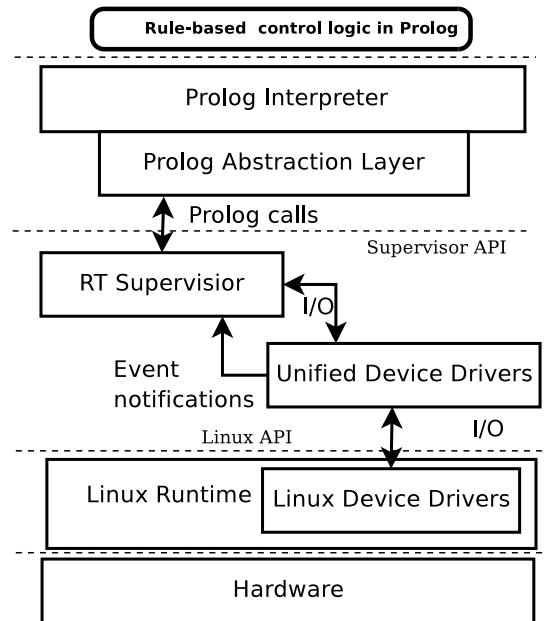 Rule-based control logic in Prolog
Prolog Interpreter
Prolog Abstraction Layer
Prolog calls
Supervisor API
RT Supervisior
I/O
Event
notifications
Unified Device Drivers
Linux API
I/O
Linux Runtime
Linux Device Drivers
Hardware